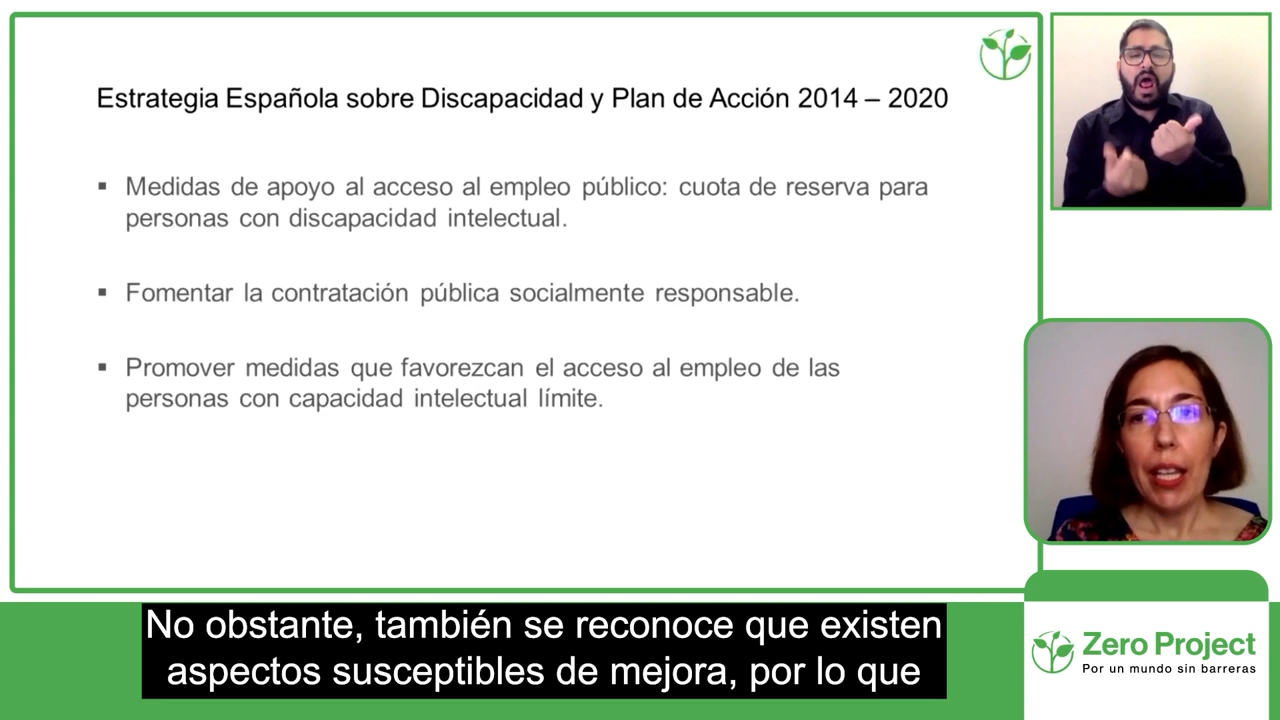 Estrategia Española sobre Discapacidad y Plan de Acción 2014 – 2020
▪ Medidas de apoyo al acceso al empleo público: cuota de reserva para
personas con discapacidad intelectual.
▪ Fomentar la contratación pública socialmente responsable.
▪ Promover medidas que favorezcan el acceso al empleo de las
personas con capacidad intelectual límite.
No obstante, también se reconoce que existen
aspectos susceptibles de mejora, por lo que
Zero Project
Por un mundo sin barreras